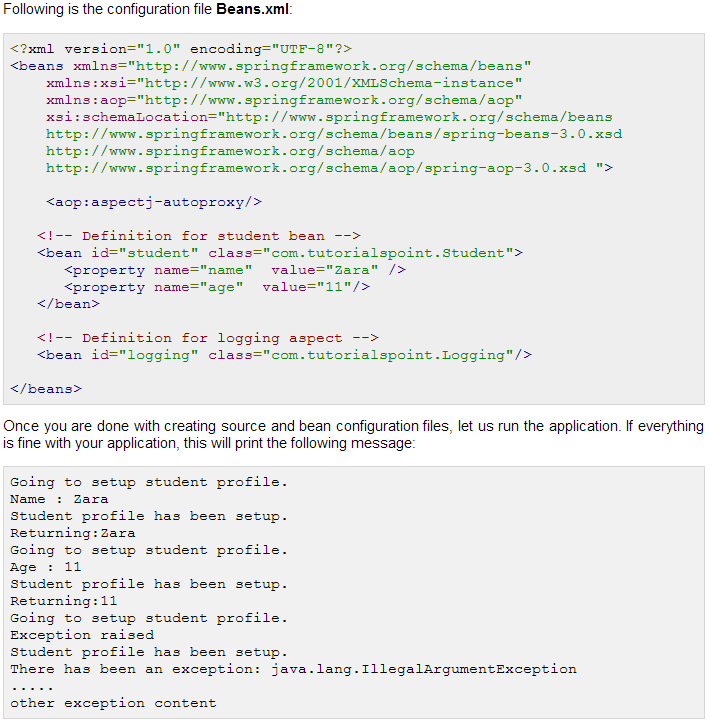 Following is the configuration file Beans.xml:
<?xml version="1.0" encoding="UTF-8"?>
<beans xmlns="http://www.springframework.org/schema/beans"
    xmlns:xsi="http://www.w3.org/2001/XMLSchema-instance"
    xmlns:aop="http://www.springframework.org/schema/aop"
    xsi:schemaLocation="http://www.springframework.org/schema/beans
    http://www.springframework.org/schema/beans/spring-beans-3.0.xsd
    http://www.springframework.org/schema/aop
    http://www.springframework.org/schema/aop/spring-aop-3.0.xsd ">
    <aop:aspectj-autoproxy/>
   <!-- Definition for student bean -->
   <bean id="student" class="com.tutorialspoint.Student">
      <property name="name"  value="Zara" />
      <property name="age"  value="11"/>
   </bean>
   <!-- Definition for logging aspect -->
   <bean id="logging" class="com.tutorialspoint.Logging"/>
</beans>
Once you are done with creating source and bean configuration files, let us run the application. If everything
is fine with your application, this will print the following message:
Going to setup student profile.
Name : Zara
Student profile has been setup.
Returning:Zara
Going to setup student profile.
Age : 11
Student profile has been setup.
Returning:11
Going to setup student profile.
Exception raised
Student profile has been setup.
There has been an exception: java.lang.IllegalArgumentException
.....
other exception content